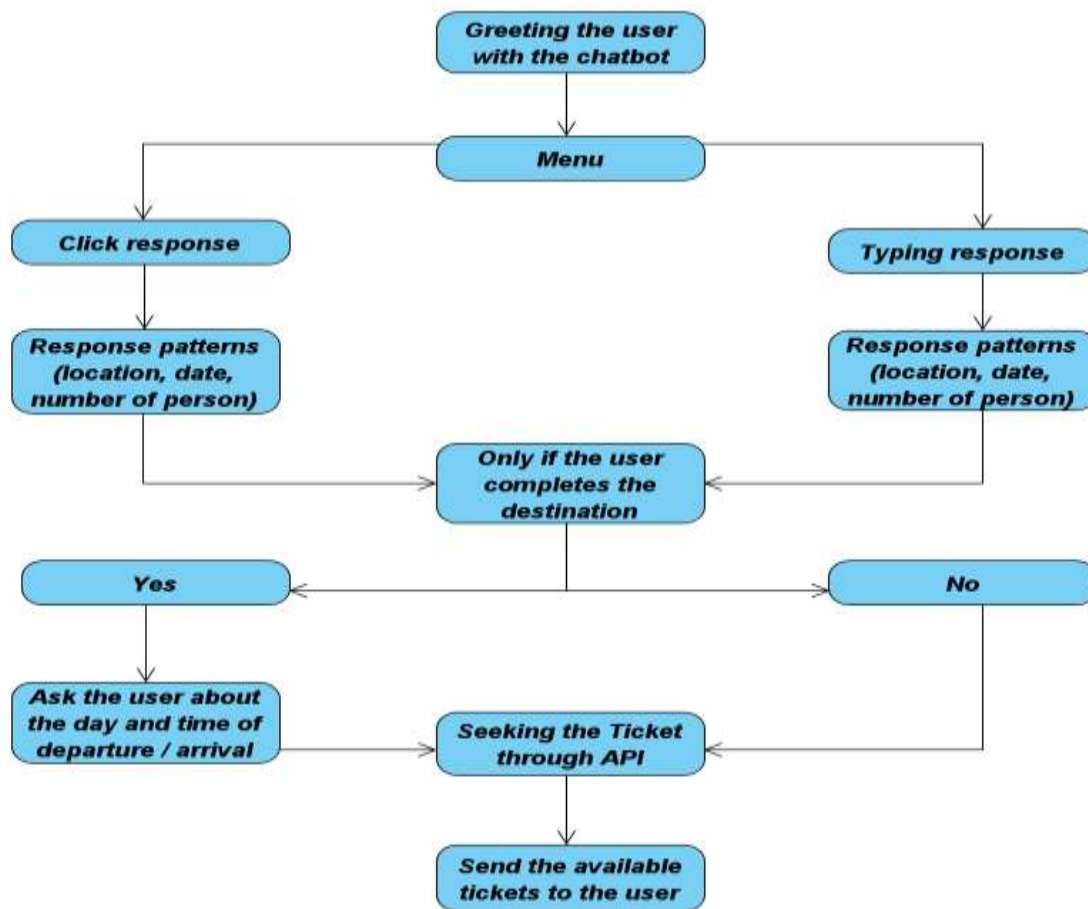 Greeting the user
with the chatbot
Menu
Click response
Typing response
Response patterns
(location, date,
number of person)
Response patterns
(location, date,
number of person)
Only if the user
completes the
destination
Yes
No
Ask the user about
the day and time of
departure / arrival
Seeking the Ticket
through API
Send the available
tickets to the user